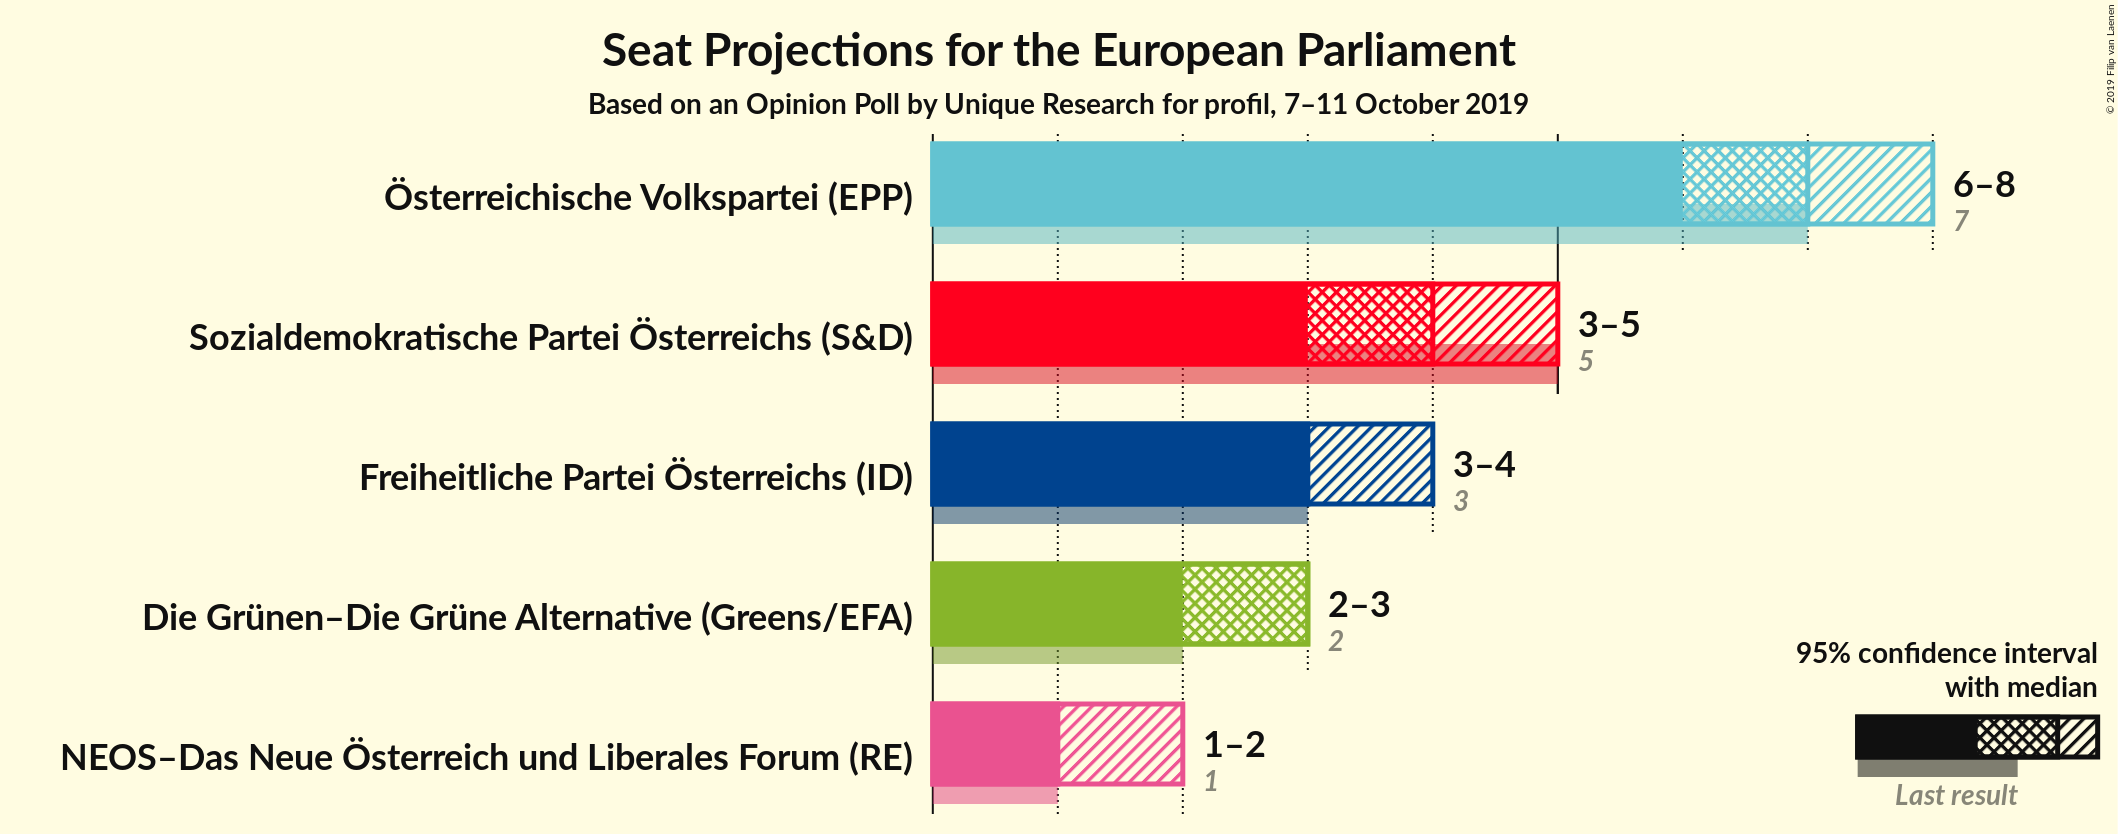 Seat Projections for the European Parliament
Based on an Opinion Poll by Unique Research for profil, 7–11 October 2019
© 2019 Filip van Laenen
Österreichische Volkspartei (EPP)
6–8
7
Sozialdemokratische Partei Österreichs (S&D)
3–5
5
Freiheitliche Partei Österreichs (ID)
3–4
3
Die Grünen–Die Grüne Alternative (Greens/EFA)
2–3
2
NEOS–Das Neue Österreich und Liberales Forum (RE)
1–2
1
95% confidence interval
with median
Last result